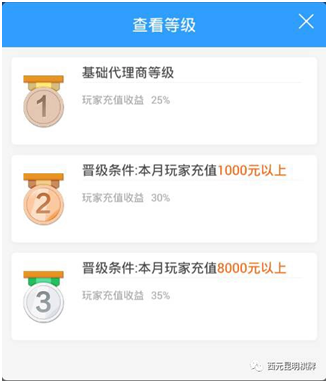 查看等级
1
基础代理商等级
玩家充值收益 25%
2
晋级条件:本月玩家充值1000元以上
玩家充值收益 30%
3
晋级条件:本月玩家充值8000元以上
玩家充值收益 35%
西元昆明棋牌